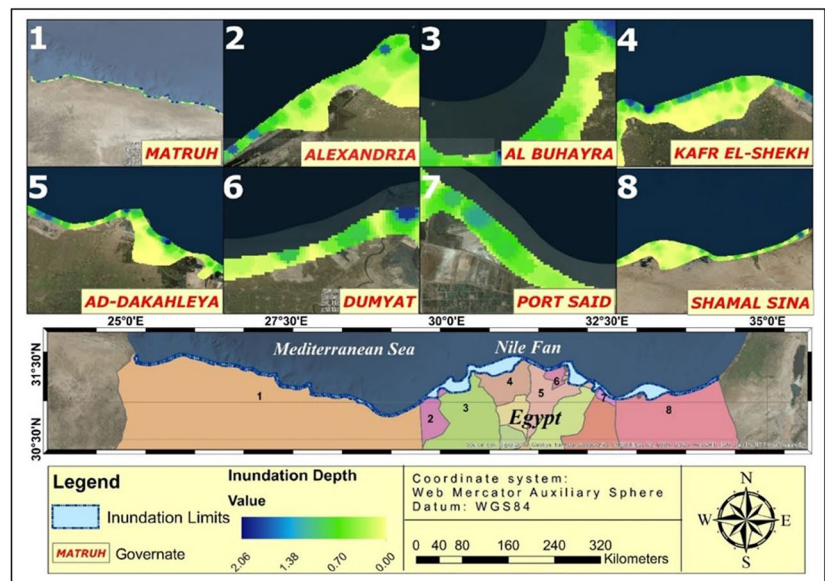 1
2
3
4
MATRUH
ALEXANDRIA
AL BUHAYRA
KAFR EL-SHEKH
5
6
7
8
AD-DAKAHLEYA
DUMYAT
PORT SAID
SHAMAL SINA
25°0'E 27°30'E 30°0'E 32°30'E 35°0'E
31°30'N
30°30'N
Mediterranean Sea
Nile Fan
Egypt
1
2
3
4
5
6
7
8
Legend
Inundation Limits
MATRUH Governate
Inundation Depth
Value
2.06 1.38 0.70 0.00
Coordinate system:
Web Mercator Auxiliary Sphere
Datum: WGS84
0 40 80 160 240 320
Kilometers
N
W E
S